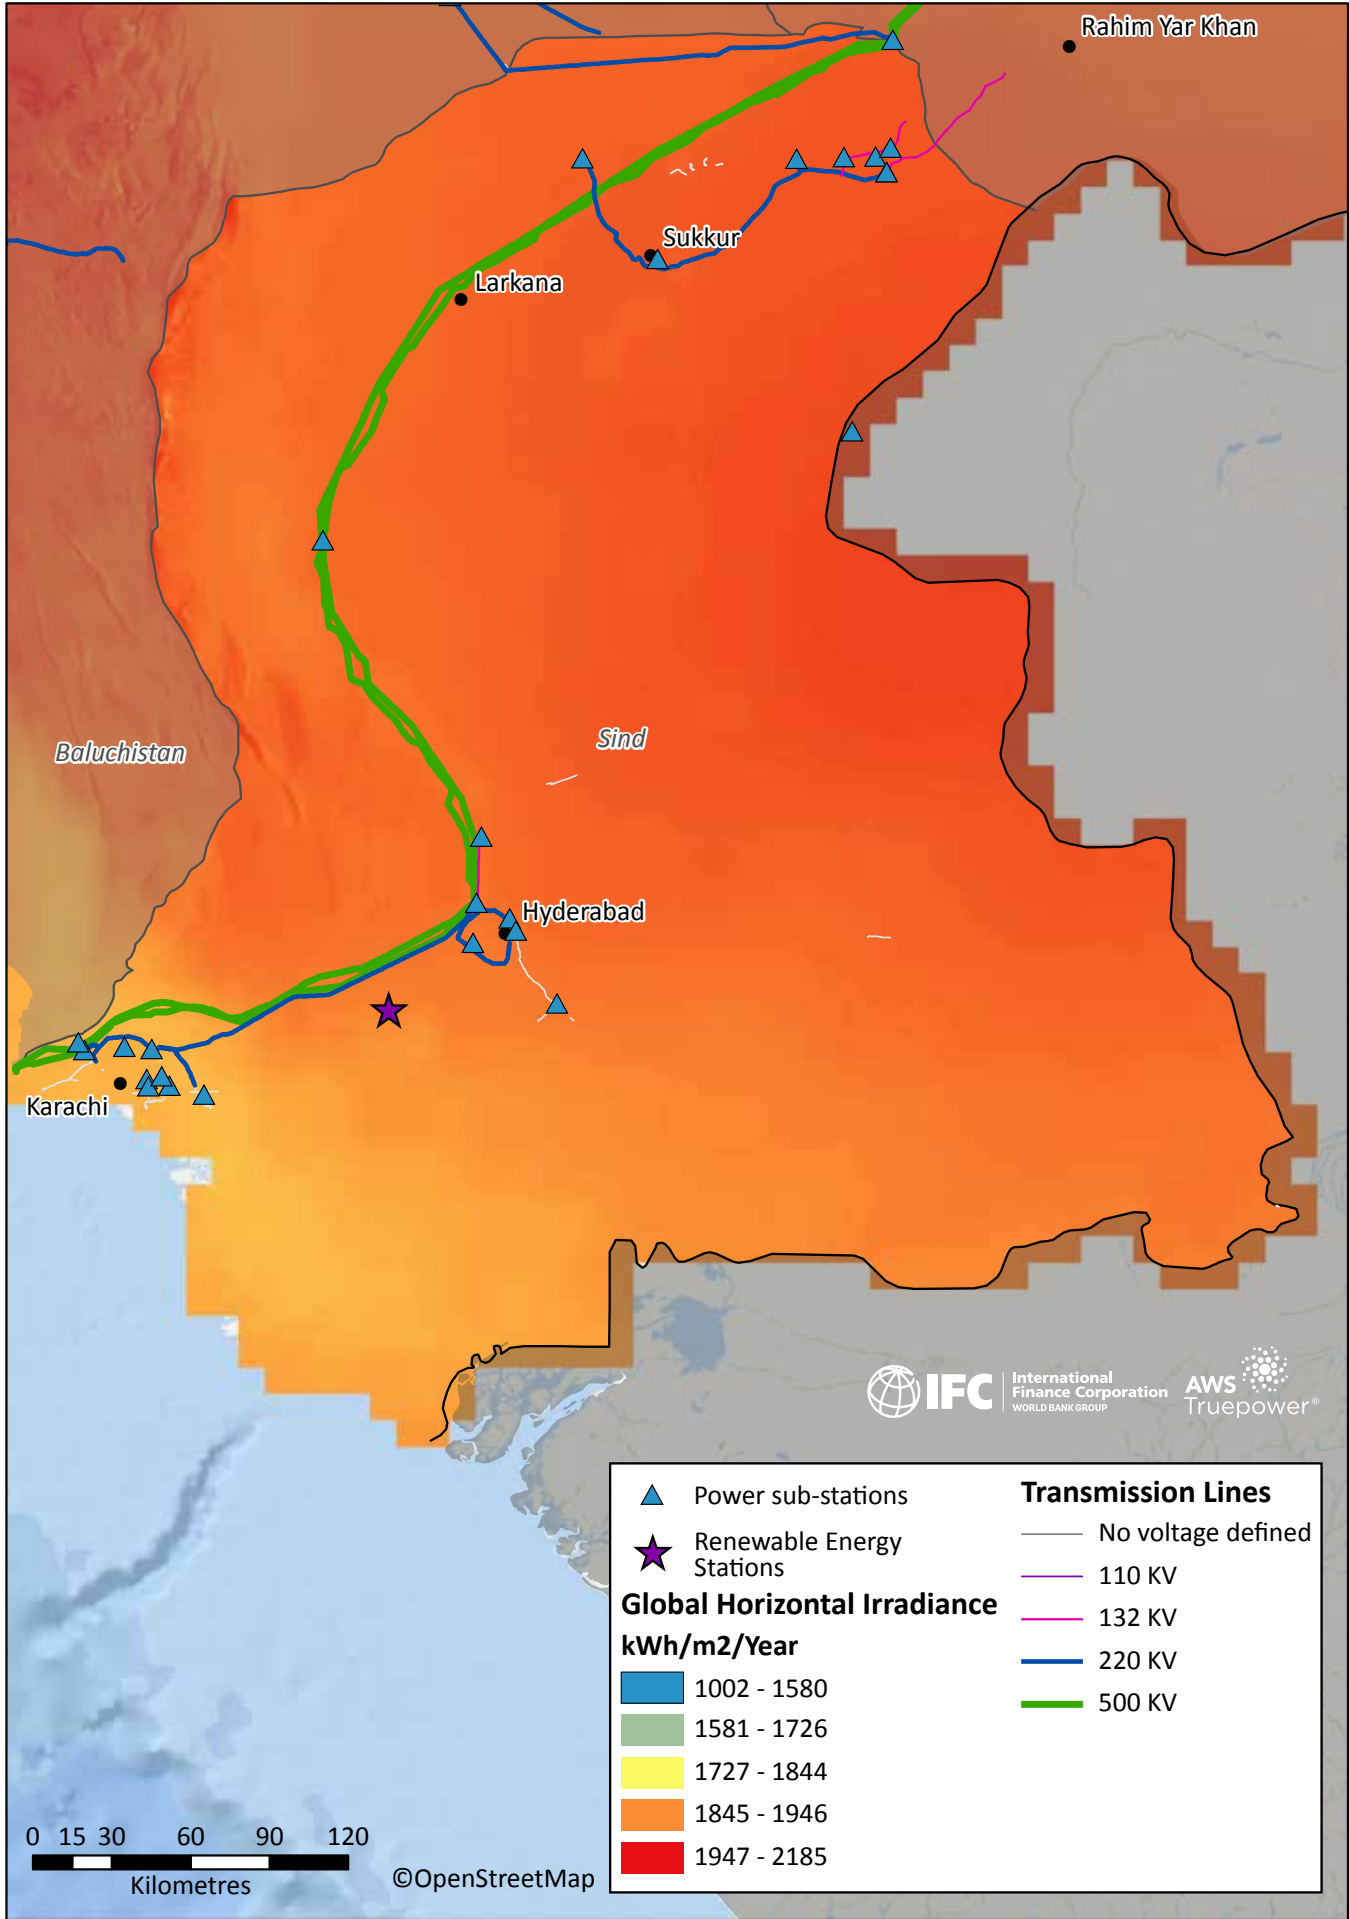 Rahim Yar Khan
Sukkur
Larkana
Baluchistan
Sind
Hyderabad
Karachi
IFC
International
Finance Corporation
WORLD BANK GROUP
AWS
Truepower®
Power sub-stations
Renewable Energy
Stations
Global Horizontal Irradiance
kWh/m2/Year
1002 - 1580
1581 - 1726
1727 - 1844
1845 - 1946
1947 - 2185
Transmission Lines
No voltage defined
110 KV
132 KV
220 KV
500 KV
0 15 30 60 90 120
Kilometres
©OpenStreetMap